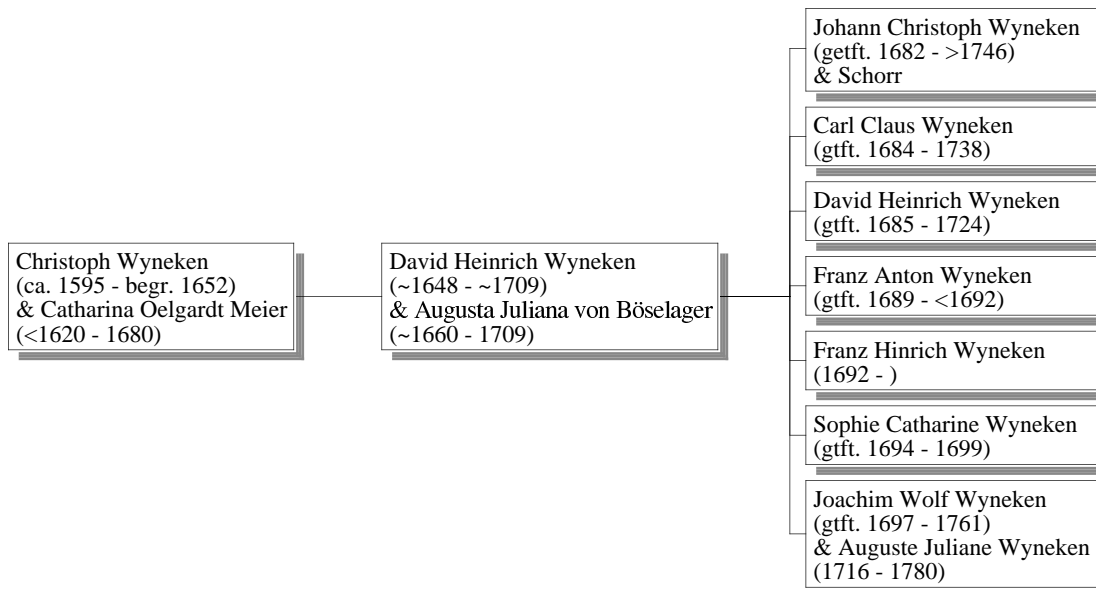 Christoph Wyneken
(ca. 1595 - begr. 1652)
& Catharina Oelgardt Meier
(<1620 - 1680)
David Heinrich Wyneken
(~1648 - ~1709)
& Augusta Juliana von Böselager
(~1660 - 1709)
Johann Christoph Wyneken
(getft. 1682 - >1746)
& Schorr
Carl Claus Wyneken
(gtft. 1684 - 1738)
David Heinrich Wyneken
(gtft. 1685 - 1724)
Franz Anton Wyneken
(gtft. 1689 - <1692)
Franz Hinrich Wyneken
(1692 - )
Sophie Catharine Wyneken
(gtft. 1694 - 1699)
Joachim Wolf Wyneken
(gtft. 1697 - 1761)
& Auguste Juliane Wyneken
(1716 - 1780)